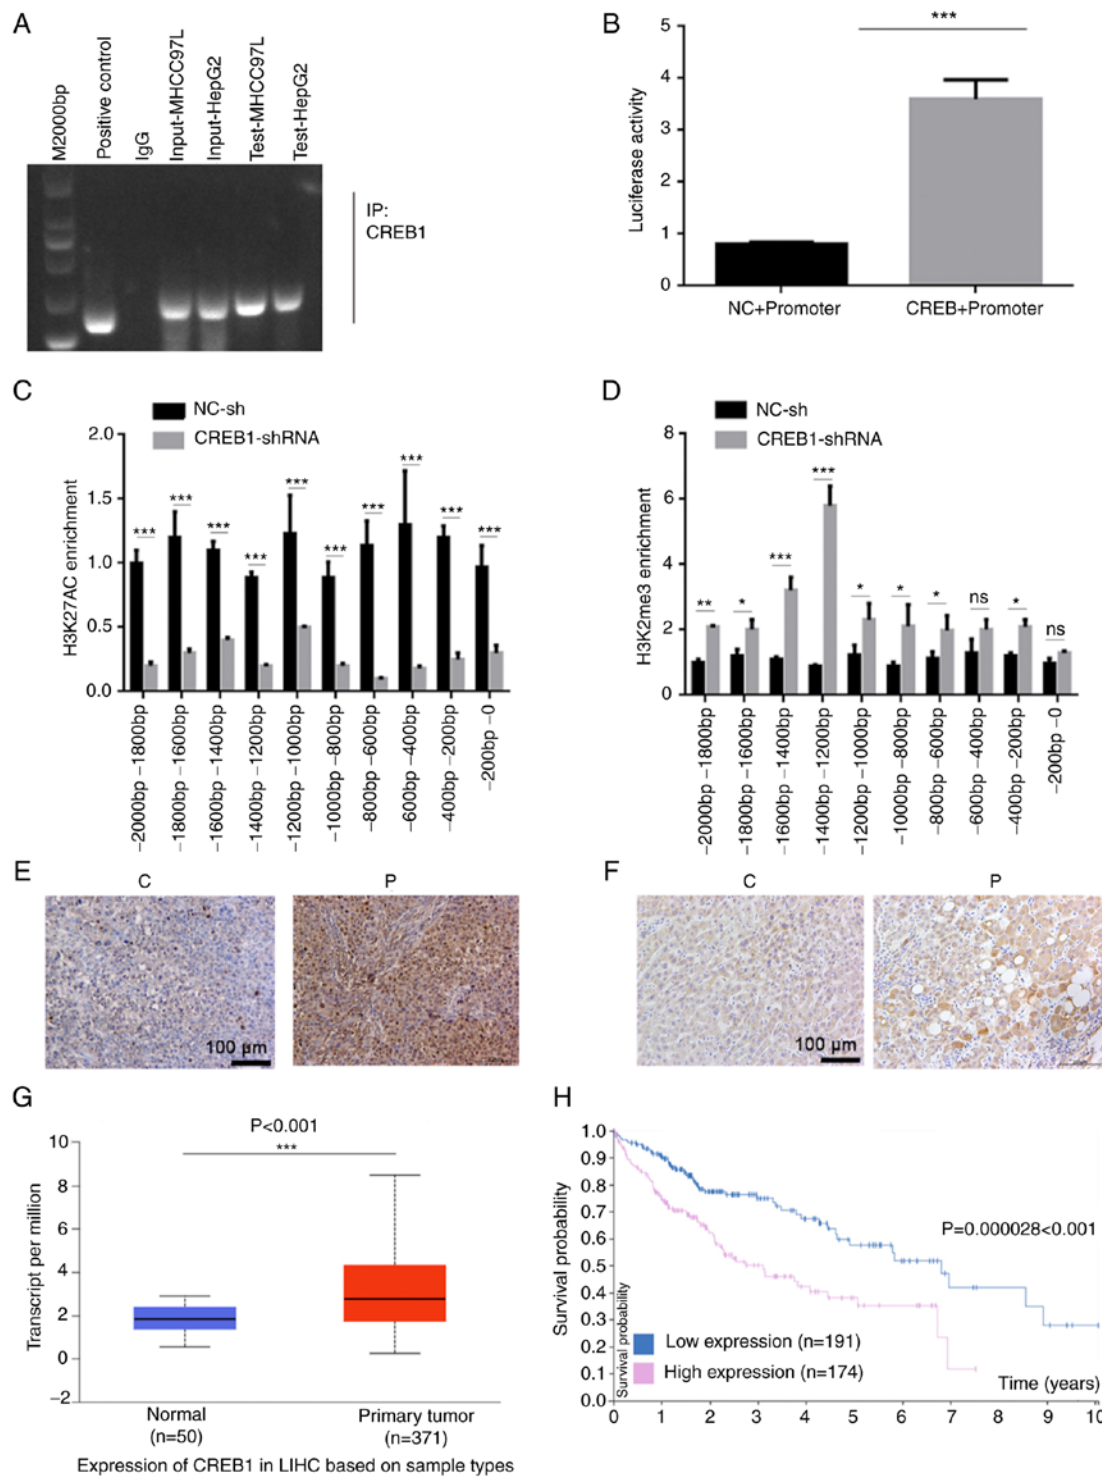 A
M2000bp
Positive control
IgG
Input-MHCC97L
Input-HepG2
Test-MHCC97L
Test-HepG2
IP:
CREB1
B
***
Luciferase activity
5
4
3
2
1
0
NC+Promoter
CREB+Promoter
C
NC-sh
CREB1-shRNA
H3K27AC enrichment
2.0
1.5
1.0
0.5
0.0
*** *** *** *** *** *** *** *** *** ***
−2000bp −1800bp
−1800bp −1600bp
−1600bp −1400bp
−1400bp −1200bp
−1200bp −1000bp
−1000bp −800bp
−800bp −600bp
−600bp −400bp
−400bp −200bp
−200bp −0
D
NC-sh
CREB1-shRNA
H3K2me3 enrichment
8
6
4
2
0
** * *** *** * * * ns * ns
−2000bp −1800bp
−1800bp −1600bp
−1600bp −1400bp
−1400bp −1200bp
−1200bp −1000bp
−1000bp −800bp
−800bp −600bp
−600bp −400bp
−400bp −200bp
−200bp −0
E
C
P
100 µm
F
C
P
100 µm
G
P<0.001
***
Transcript per million
10
8
6
4
2
0
−2
Normal
(n=50)
Primary tumor
(n=371)
Expression of CREB1 in LIHC based on sample types
H
Survival probability
Survival probability
1.0
0.9
0.8
0.7
0.6
0.5
0.4
0.3
0.2
0.1
0.0
P=0.000028<0.001
Low expression (n=191)
High expression (n=174)
Time (years)
0 1 2 3 4 5 6 7 8 9 10